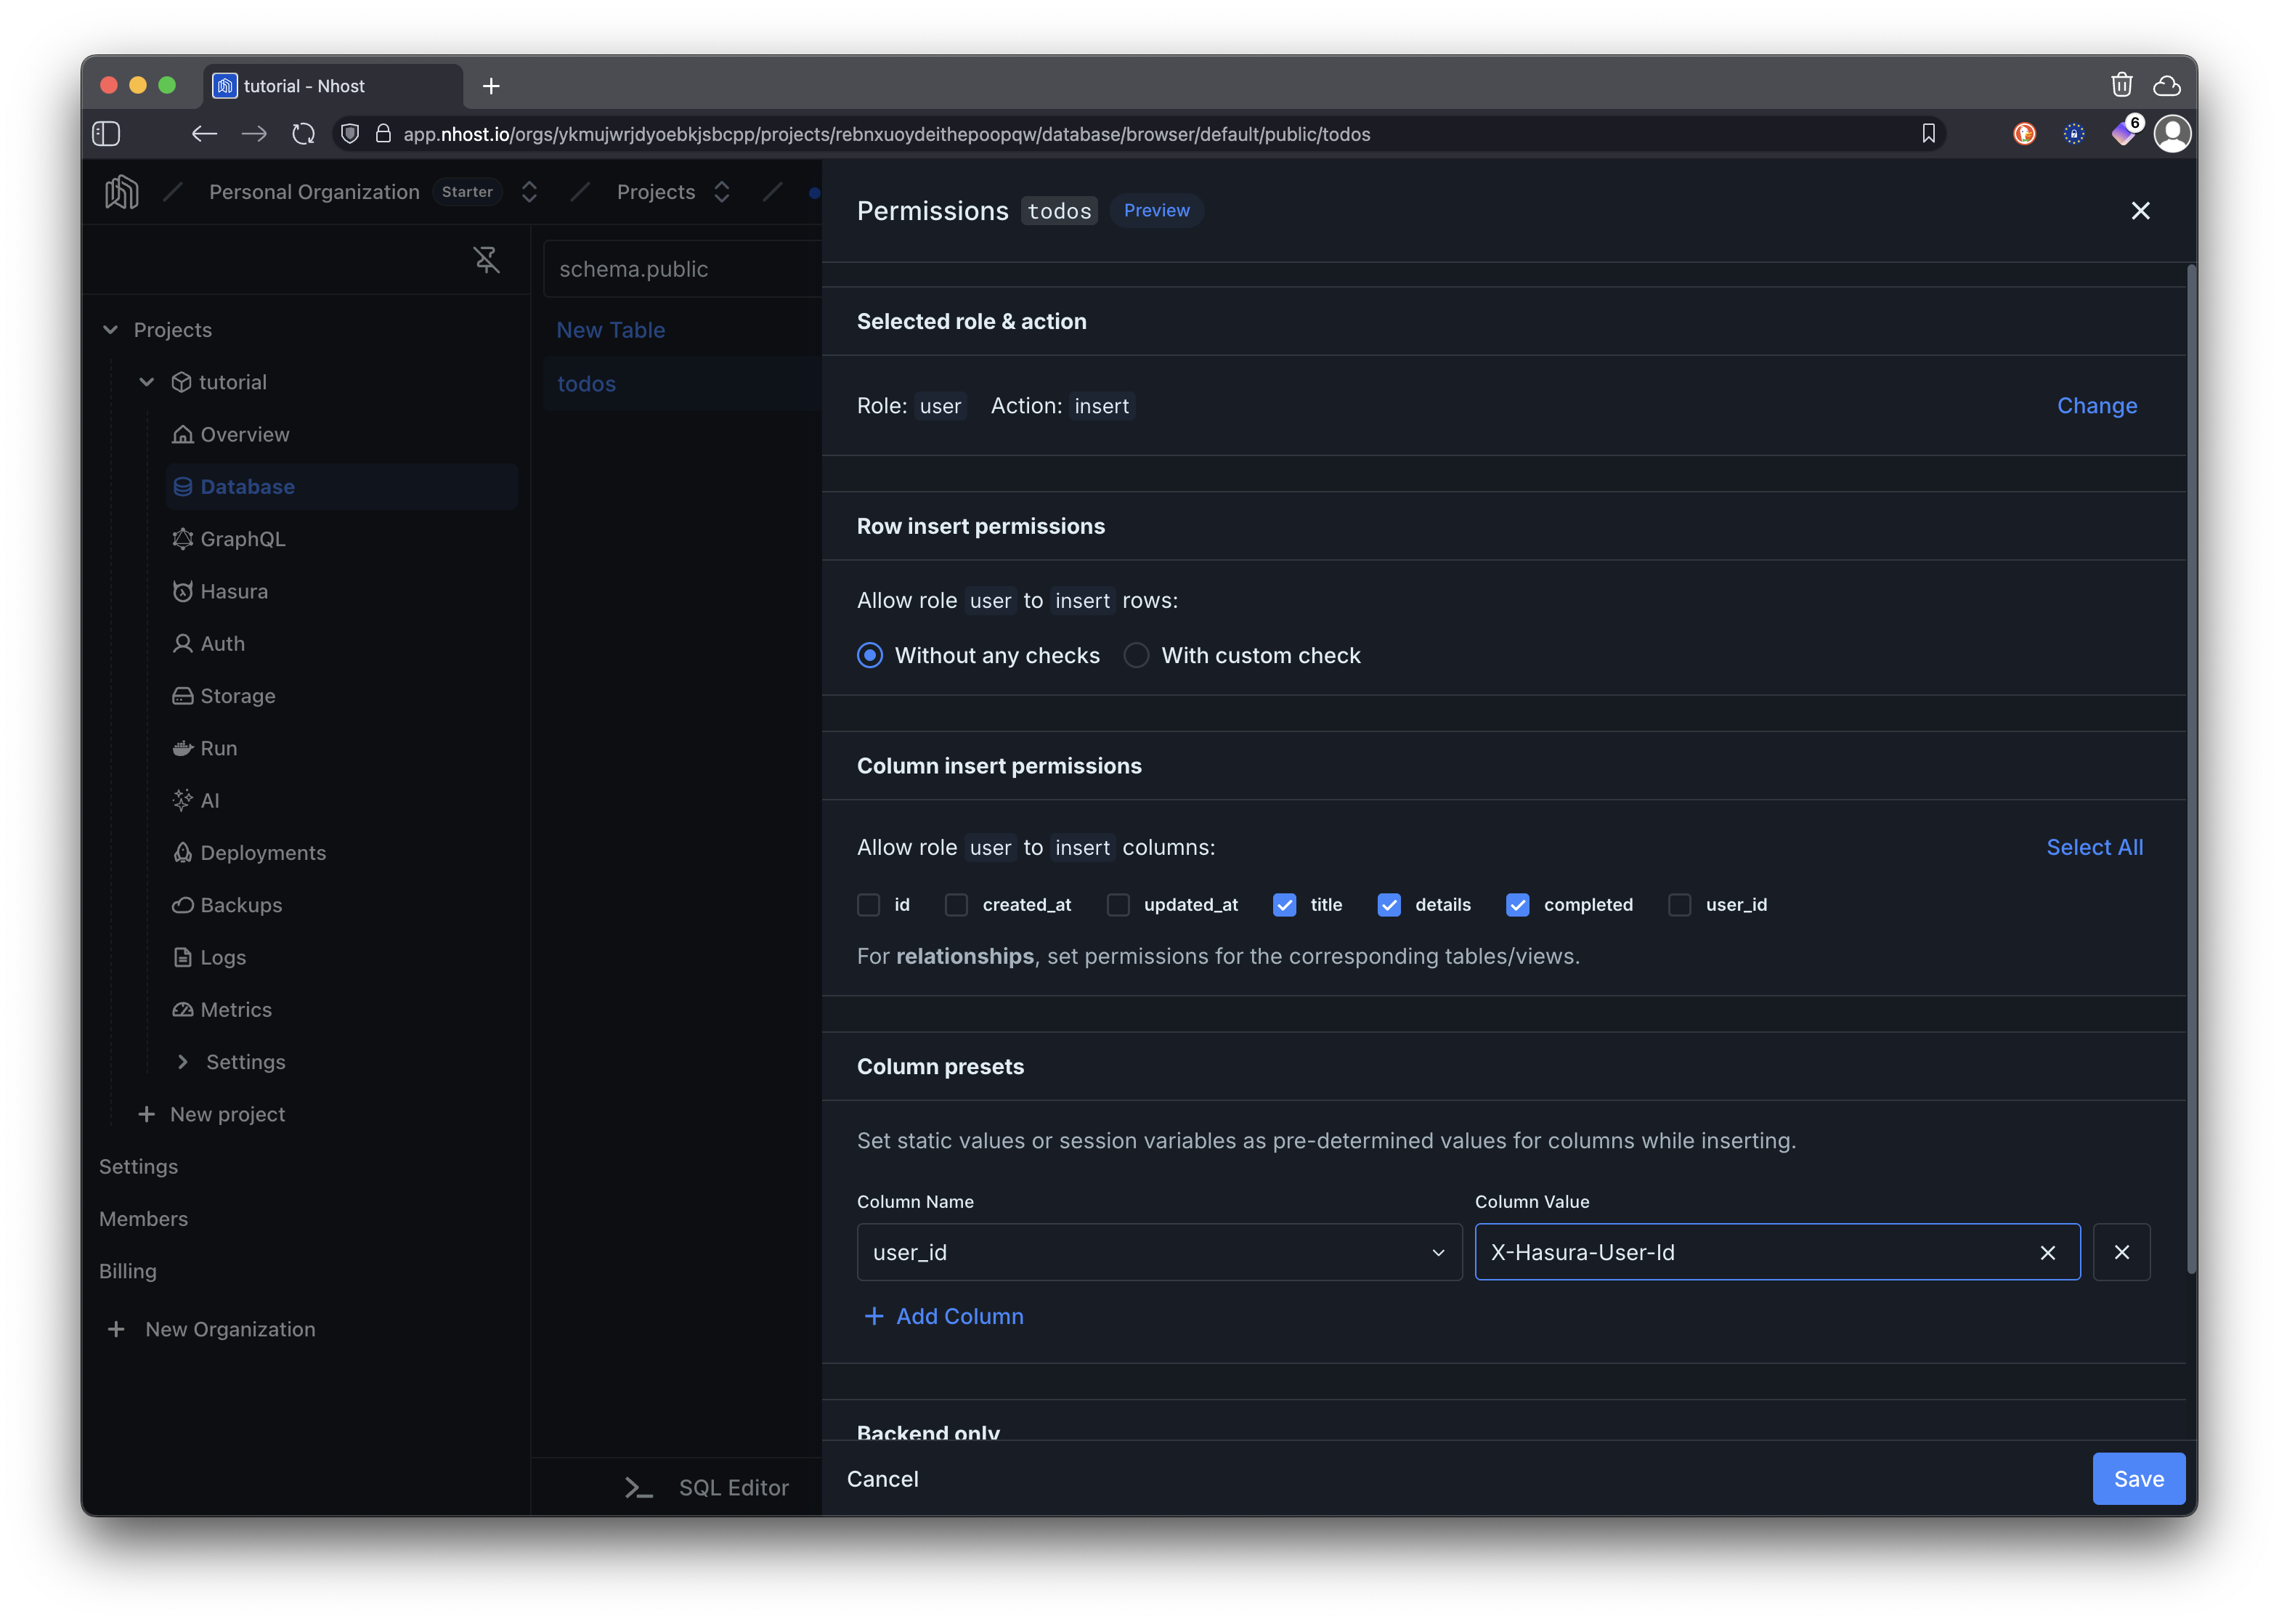 tutorial - Nhost
app.nhost.io/orgs/ykmujwrjdyoebkjsbcpp/projects/rebnxuoydeithepoopqw/database/browser/default/public/todos
6
Personal Organization Starter Projects
Projects
tutorial
Overview
Database
GraphQL
Hasura
Auth
Storage
Run
AI
Deployments
Backups
Logs
Metrics
Settings
New project
Settings
Members
Billing
New Organization
schema.public
New Table
todos
SQL Editor
Permissions todos Preview
Selected role & action
Role: user Action: insert Change
Row insert permissions
Allow role user to insert rows:
Without any checks With custom check
Column insert permissions
Allow role user to insert columns: Select All
id created_at updated_at title details completed user_id
For relationships, set permissions for the corresponding tables/views.
Column presets
Set static values or session variables as pre-determined values for columns while inserting.
Column Name Column Value
user_id X-Hasura-User-Id
Add Column
Backend only
Cancel Save